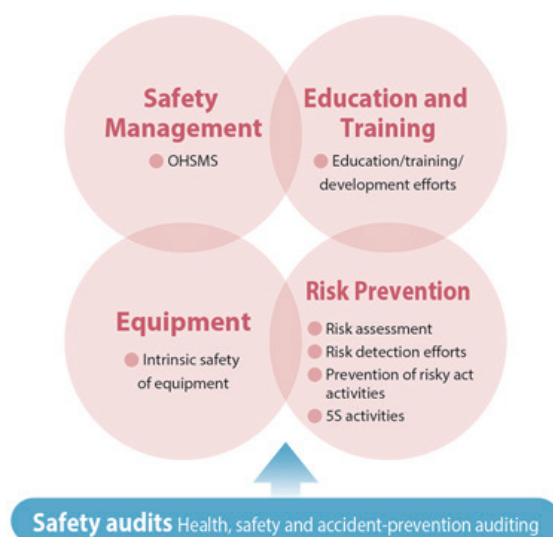 Safety
Management
OHSMS
Education and
Training
Education/training/
development efforts
Equipment
Intrinsic safety
of equipment
Risk Prevention
Risk assessment
Risk detection efforts
Prevention of risky act
activities
5S activities
Safety audits Health, safety and accident-prevention auditing